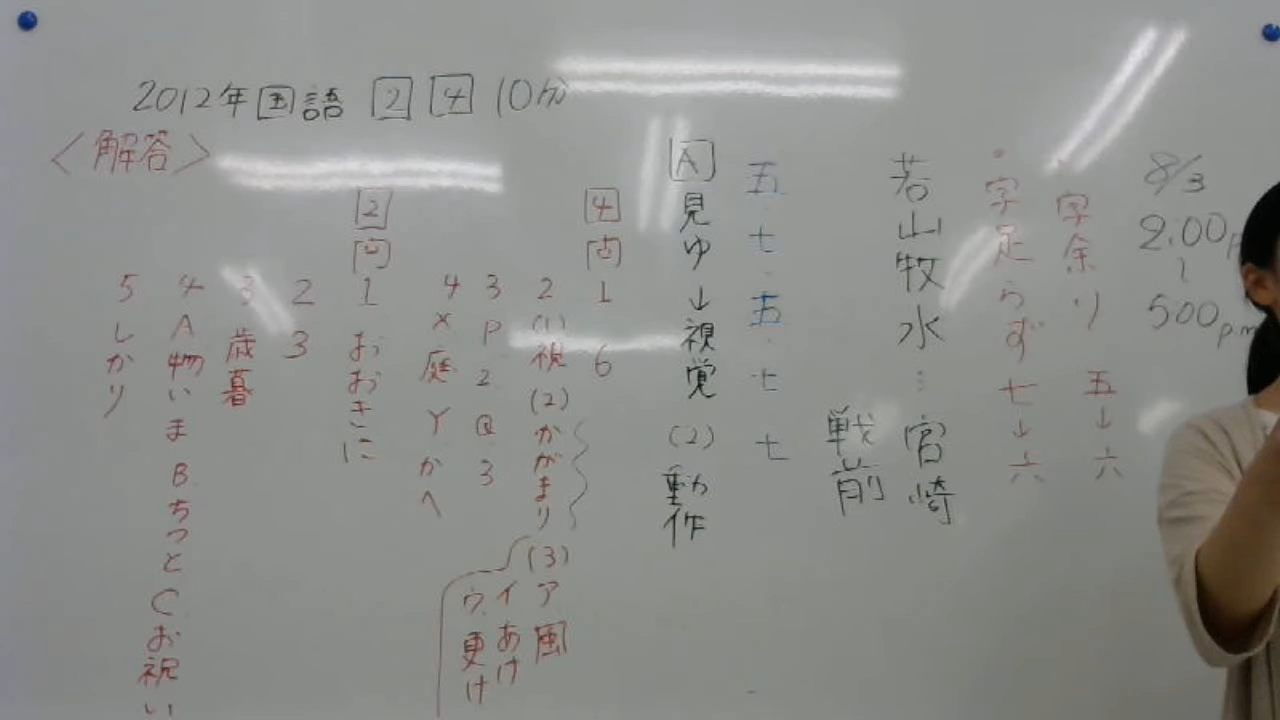 2012年国語 2 4 10分
<解答>
8/3
2.00p
5.00p.m
字余り 五→六
字足らず 七→六
若山牧水…宮崎
戦前
五・七・五・七 七
A 見ゆ→視覚 (2)動作
4 問 1 6
2 (1)視 (2)かがまり (3)ア 風
イ あけ
ウ 更け
3 P 2 Q 3
4 X 庭 Y かへ
2 問 1 おおきに
2 3
3 歳暮
4 A 物いま B ちつと C お祝い
5 しかり